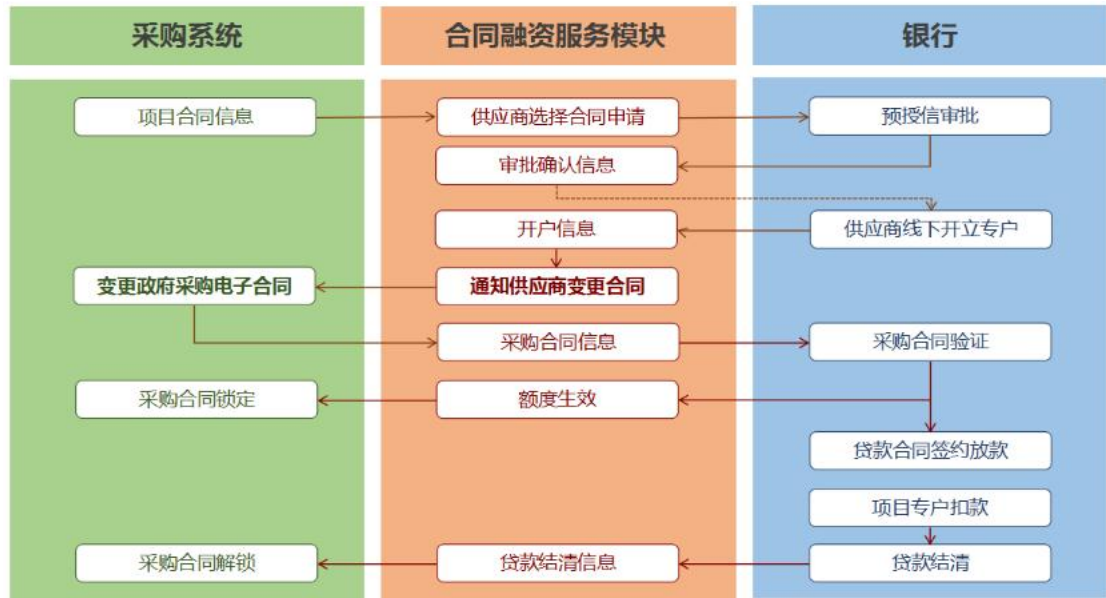 采购系统
合同融资服务模块
银行
项目合同信息
供应商选择合同申请
预授信审批
审批确认信息
开户信息
供应商线下开立专户
变更政府采购电子合同
通知供应商变更合同
采购合同信息
采购合同验证
采购合同锁定
额度生效
贷款合同签约放款
项目专户扣款
采购合同解锁
贷款结清信息
贷款结清